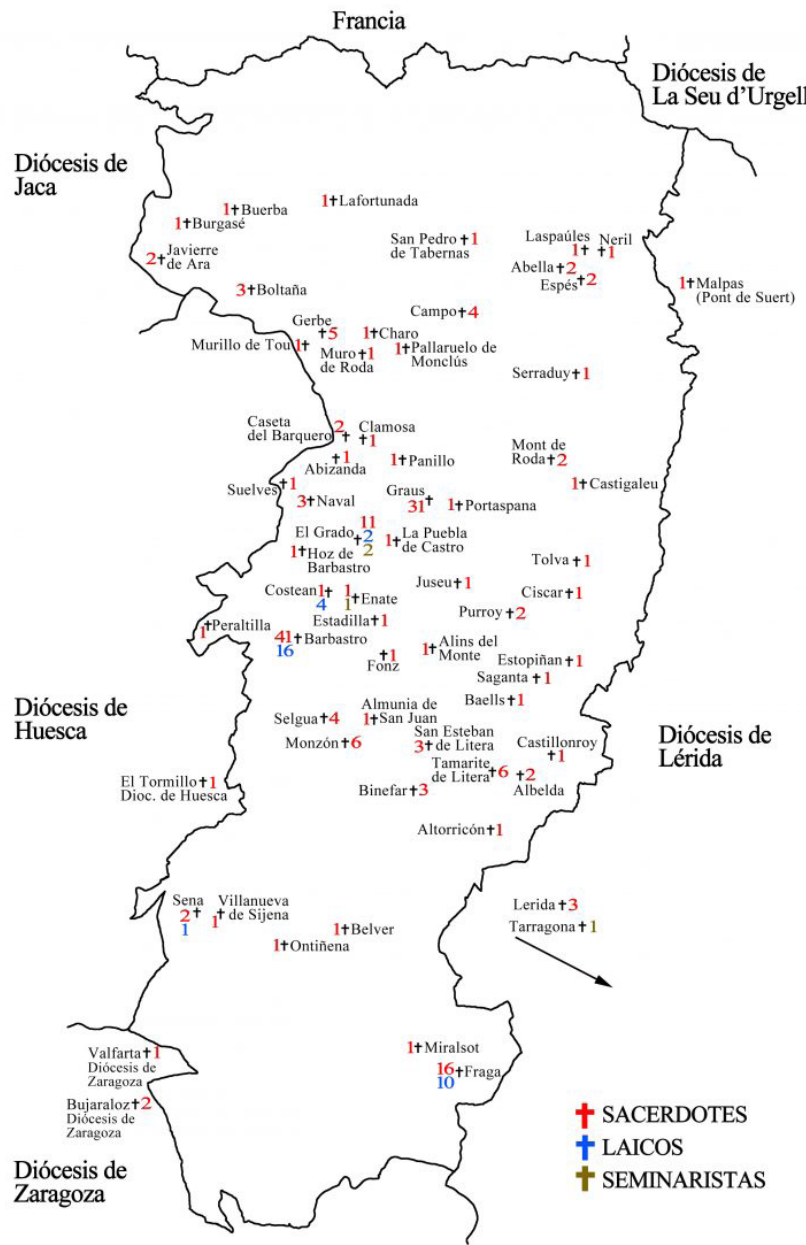 Francia
Diócesis de
La Seu d'Urgell
Diócesis de
Jaca
1✝Lafortunada
1✝Buerba
1✝Burgasé
San Pedro✝1
de Tabernas
Laspaúles
1✝
Neril
✝1
Javierre
2✝
de Ara
Abella✝2
Espés✝2
1✝Malpas
(Pont de Suert)
3✝Boltaña
Campo✝4
Gerbe
✝5
1✝Charo
Murillo de Tou1✝
Muro✝1
de Roda
1✝Pallaruelo de
Monclús
Serraduy✝1
Caseta 2
del Barquero✝
Clamosa
✝1
✝1
Abizanda
1✝Panillo
Mont de
Roda✝2
Suelves✝1
3✝Naval
Graus✝
31
1✝Portaspana
1✝Castigaleu
11
El Grado✝2
2
1✝La Puebla
de Castro
1✝Hoz de
Barbastro
Tolva✝1
Costean1✝
4
1
1✝Enate
Juseu✝1
Ciscar✝1
Estadilla✝1
Purroy✝2
1✝Peraltilla
41✝Barbastro
16
✝1
Fonz
1✝Alins del
Monte
Estopiñan✝1
Saganta✝1
Diócesis de
Huesca
Baells✝1
Selgua✝4
Almunia de
1✝San Juan
Diócesis de
Lérida
Monzón✝6
San Esteban
3✝de Litera
Castillonroy
✝1
Tamarite
de Litera✝6
✝2
Albelda
El Tormillo✝1
Dioc. de Huesca
Binefar✝3
Altorricón✝1
Sena
2✝
1
Villanueva
1✝de Sijena
Lerida✝3
Tarragona✝1
1✝Belver
1✝Ontiñena
1✝Miralsot
Valfarta✝1
Diócesis de
Zaragoza
16✝Fraga
10
Bujaraloz✝2
Diócesis de
Zaragoza
✝ SACERDOTES
✝ LAICOS
✝ SEMINARISTAS
Diócesis de
Zaragoza